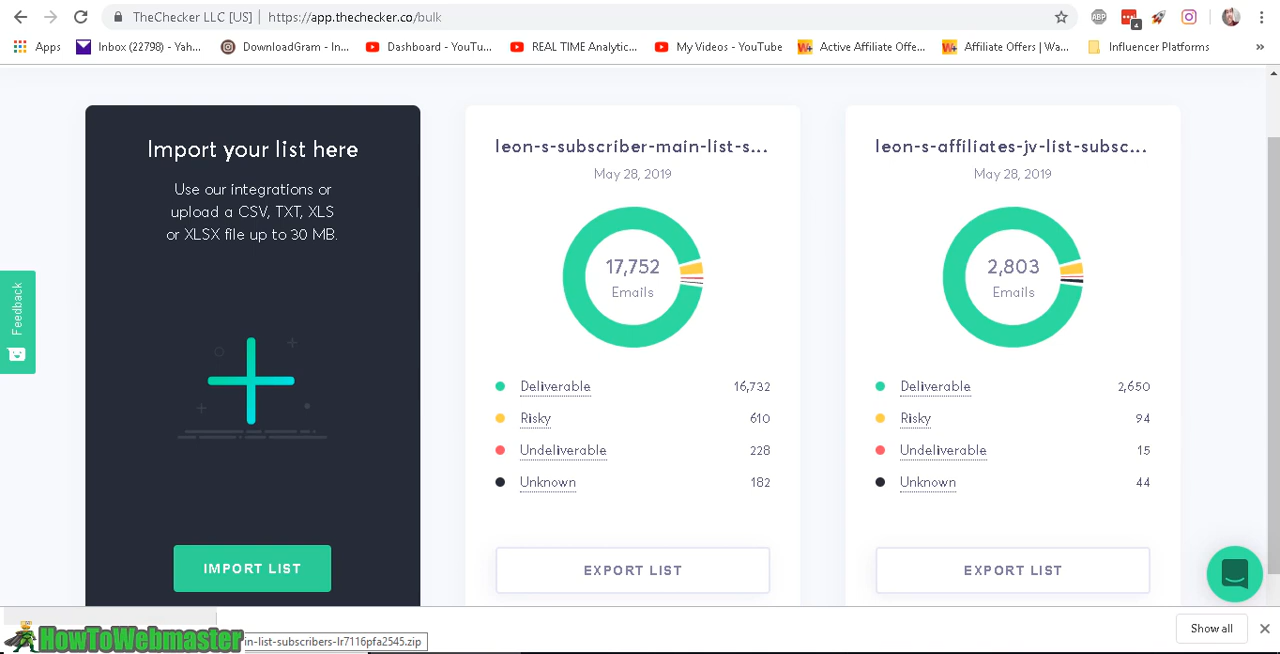 TheChecker LLC [US] | https://app.thechecker.co/bulk
ABP
4
Apps
Inbox (22798) - Yah...
DownloadGram - In...
Dashboard - YouTu...
REAL TIME Analytic...
My Videos - YouTube
Active Affiliate Offe...
Affiliate Offers | Wa...
Influencer Platforms
»
Import your list here
Use our integrations or
upload a CSV, TXT, XLS
or XLSX file up to 30 MB.
IMPORT LIST
Feedback
leon-s-subscriber-main-list-s...
May 28, 2019
17,752
Emails
Deliverable 16,732
Risky 610
Undeliverable 228
Unknown 182
EXPORT LIST
leon-s-affiliates-jv-list-subsc...
May 28, 2019
2,803
Emails
Deliverable 2,650
Risky 94
Undeliverable 15
Unknown 44
EXPORT LIST
HowToWebmaster
in-list-subscribers-lr7116pfa2545.zip
Show all